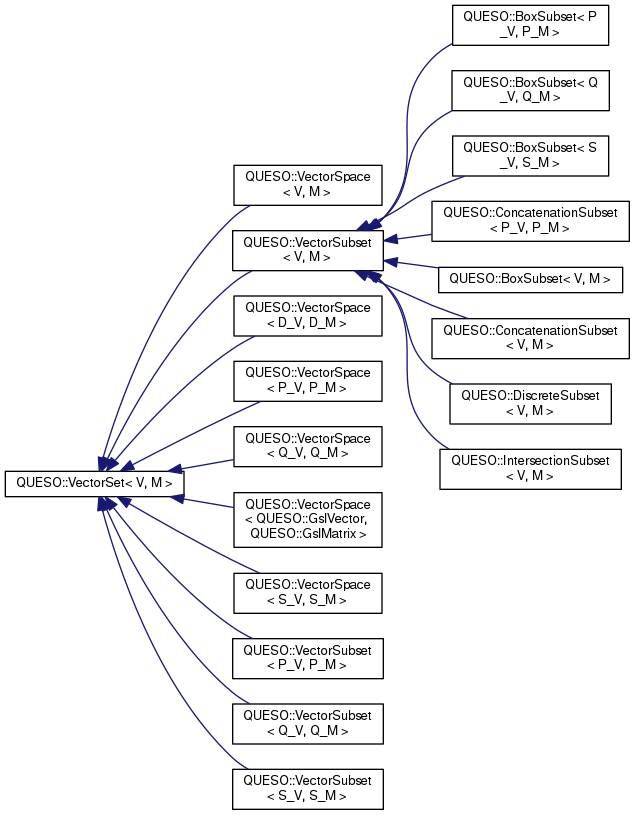 QUESO::VectorSet< V, M >
QUESO::VectorSpace
< V, M >
QUESO::VectorSubset
< V, M >
QUESO::VectorSpace
< D_V, D_M >
QUESO::VectorSpace
< P_V, P_M >
QUESO::VectorSpace
< Q_V, Q_M >
QUESO::VectorSpace
< QUESO::GslVector,
QUESO::GslMatrix >
QUESO::VectorSpace
< S_V, S_M >
QUESO::VectorSubset
< P_V, P_M >
QUESO::VectorSubset
< Q_V, Q_M >
QUESO::VectorSubset
< S_V, S_M >
QUESO::BoxSubset< P
_V, P_M >
QUESO::BoxSubset< Q
_V, Q_M >
QUESO::BoxSubset< S
_V, S_M >
QUESO::ConcatenationSubset
< P_V, P_M >
QUESO::BoxSubset< V, M >
QUESO::ConcatenationSubset
< V, M >
QUESO::DiscreteSubset
< V, M >
QUESO::IntersectionSubset
< V, M >